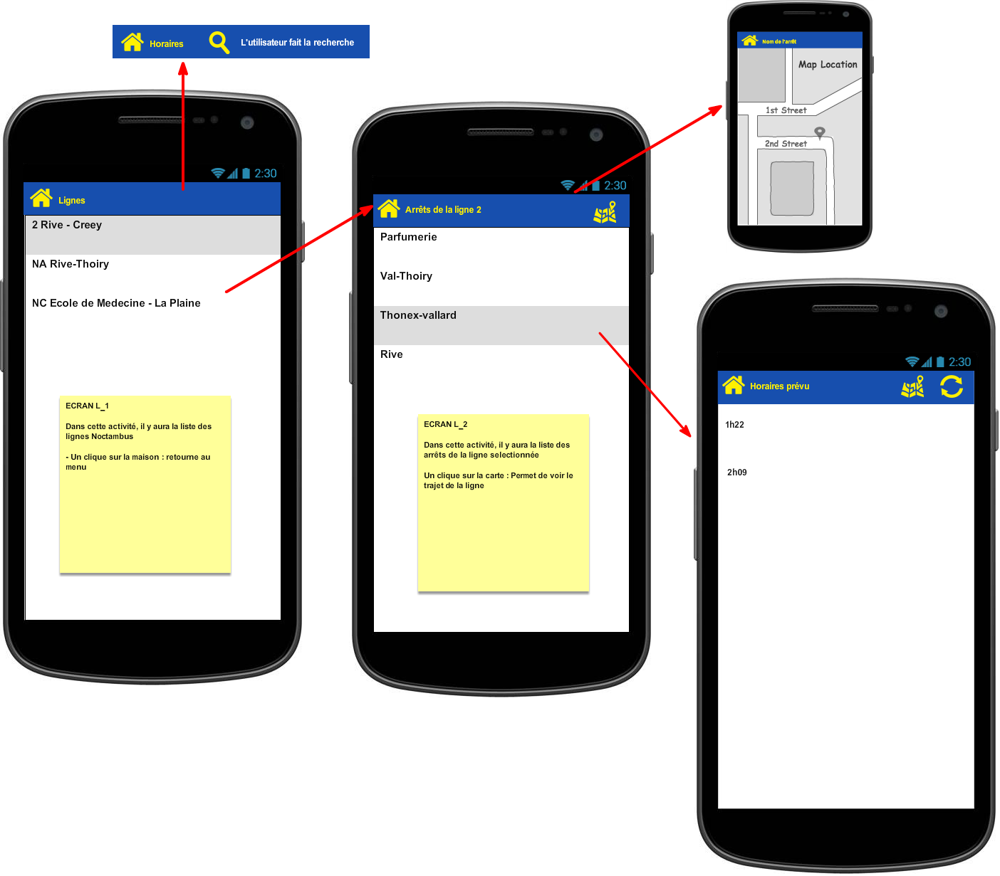 Horaires
L'utilisateur fait la recherche
2:30
Lignes
2 Rive - Creey
NA Rive-Thoiry
NC Ecole de Medecine - La Plaine
ECRAN L_1
Dans cette activité, il y aura la liste des
lignes Noctambus
- Un clique sur la maison : retourne au
menu
2:30
Arrêts de la ligne 2
Parfumerie
Val-Thoiry
Thonex-vallard
Rive
ECRAN L_2
Dans cette activité, il y aura la liste des
arrêts de la ligne selectionnée
Un clique sur la carte : Permet de voir le
trajet de la ligne
Nom de l'arrêt
Map Location
1st Street
2nd Street
2:30
Horaires prévu
1h22
2h09